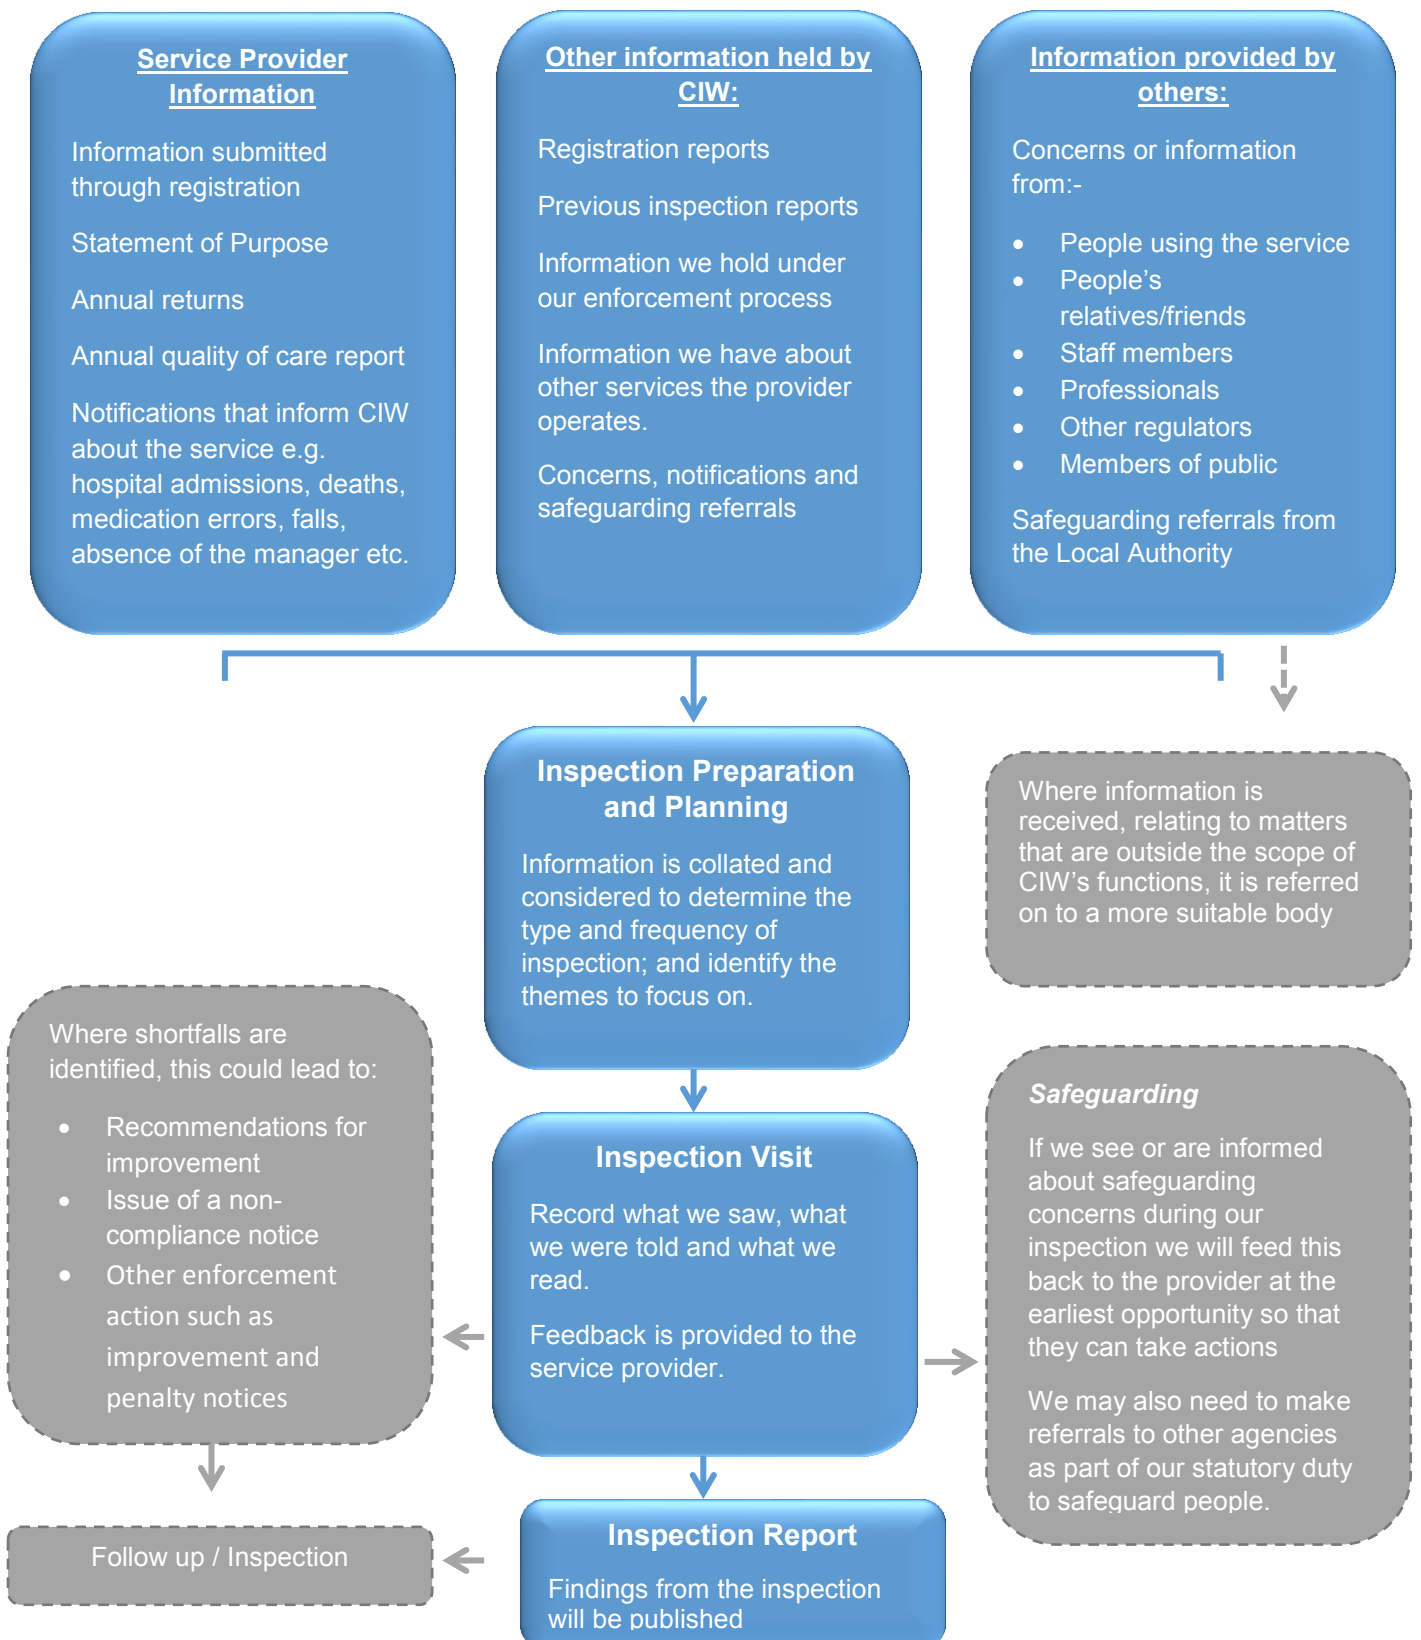 Service Provider
Information
Information submitted
through registration
Statement of Purpose
Annual returns
Annual quality of care report
Notifications that inform CIW
about the service e.g.
hospital admissions, deaths,
medication errors, falls,
absence of the manager etc.
Other information held by
CIW:
Registration reports
Previous inspection reports
Information we hold under
our enforcement process
Information we have about
other services the provider
operates.
Concerns, notifications and
safeguarding referrals
Information provided by
others:
Concerns or information
from:-
• People using the service
• People’s
relatives/friends
• Staff members
• Professionals
• Other regulators
• Members of public
Safeguarding referrals from
the Local Authority
Inspection Preparation
and Planning
Information is collated and
considered to determine the
type and frequency of
inspection; and identify the
themes to focus on.
Where information is
received, relating to matters
that are outside the scope of
CIW’s functions, it is referred
on to a more suitable body
Where shortfalls are
identified, this could lead to:
• Recommendations for
improvement
• Issue of a non-
compliance notice
• Other enforcement
action such as
improvement and
penalty notices
Inspection Visit
Record what we saw, what
we were told and what we
read.
Feedback is provided to the
service provider.
Safeguarding
If we see or are informed
about safeguarding
concerns during our
inspection we will feed this
back to the provider at the
earliest opportunity so that
they can take actions
We may also need to make
referrals to other agencies
as part of our statutory duty
to safeguard people.
Follow up / Inspection
Inspection Report
Findings from the inspection
will be published